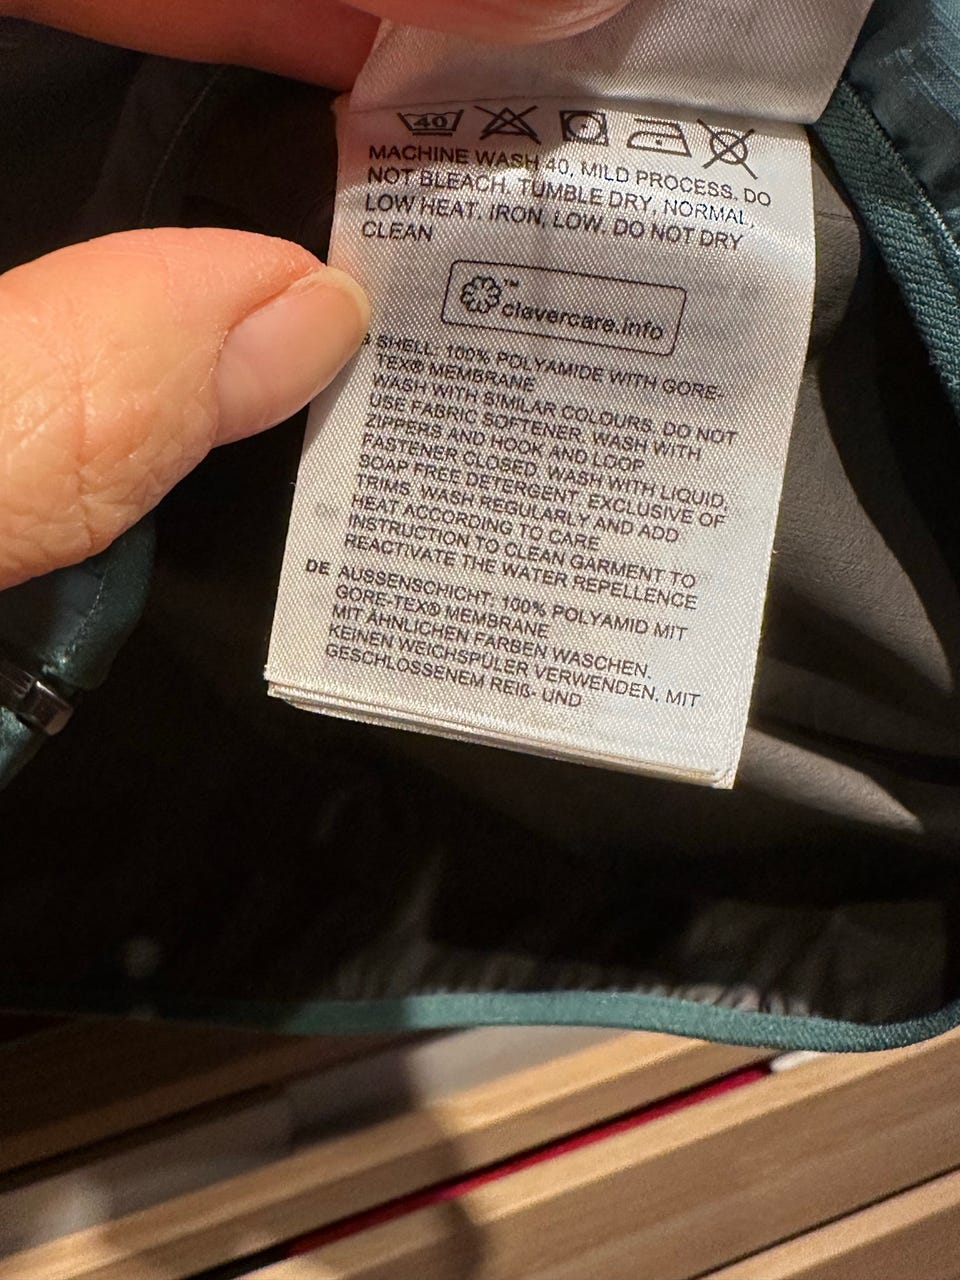 40
MACHINE WASH 40, MILD PROCESS. DO
NOT BLEACH. TUMBLE DRY, NORMAL,
LOW HEAT. IRON, LOW. DO NOT DRY
CLEAN
clevercare.info™
SHELL: 100% POLYAMIDE WITH GORE-
TEX® MEMBRANE
WASH WITH SIMILAR COLOURS. DO NOT
USE FABRIC SOFTENER. WASH WITH
ZIPPERS AND HOOK AND LOOP
FASTENER CLOSED. WASH WITH LIQUID,
SOAP FREE DETERGENT. EXCLUSIVE OF
TRIMS. WASH REGULARLY AND ADD
HEAT ACCORDING TO CARE
INSTRUCTION TO CLEAN GARMENT TO
REACTIVATE THE WATER REPELLENCE
DE AUSSENSCHICHT: 100% POLYAMID MIT
GORE-TEX® MEMBRANE
MIT ÄHNLICHEN FARBEN WASCHEN.
KEINEN WEICHSPÜLER VERWENDEN. MIT
GESCHLOSSENEM REIß- UND